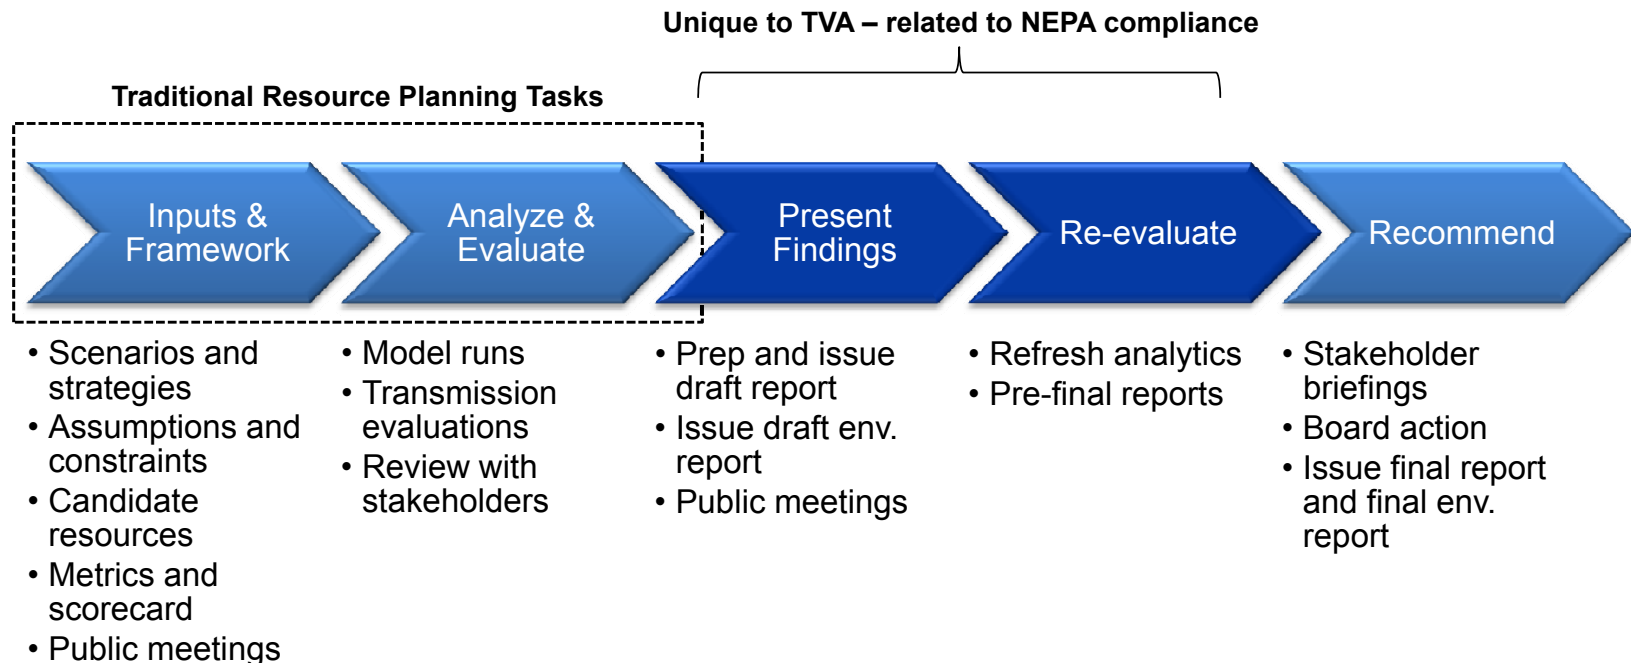 Unique to TVA – related to NEPA compliance
Traditional Resource Planning Tasks
Inputs &
Framework
Analyze &
Evaluate
Present
Findings
Re-evaluate
Recommend
• Scenarios and
strategies
• Assumptions and
constraints
• Candidate
resources
• Metrics and
scorecard
• Public meetings
• Model runs
• Transmission
evaluations
• Review with
stakeholders
• Prep and issue
draft report
• Issue draft env.
report
• Public meetings
• Refresh analytics
• Pre-final reports
• Stakeholder
briefings
• Board action
• Issue final report
and final env.
report